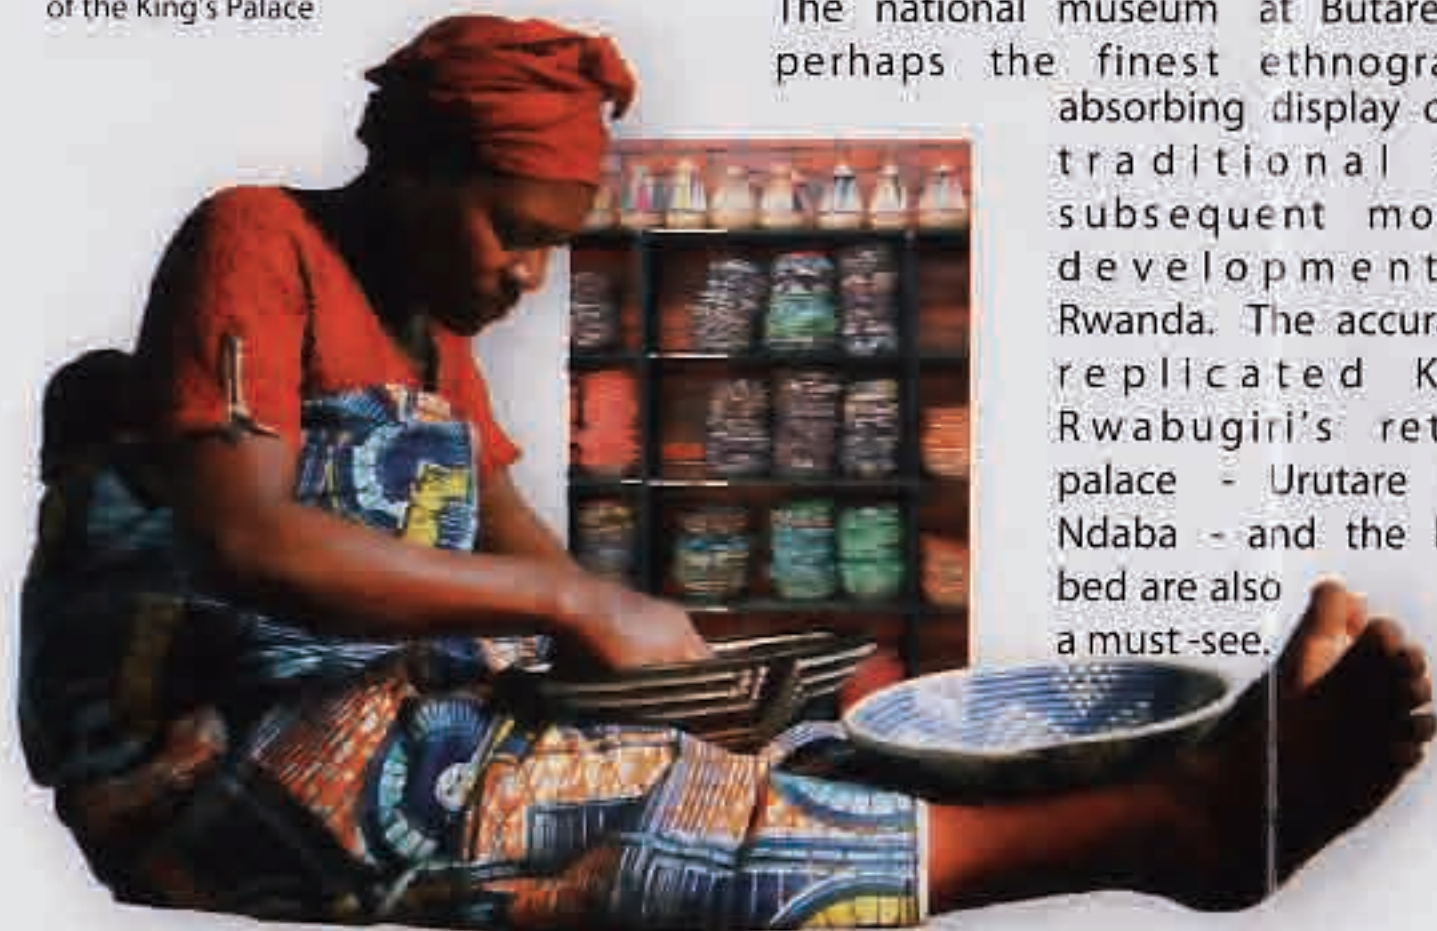 of the King's Palace
The national museum at Butare
perhaps the finest ethnogra
absorbing display o
traditional
subsequent mo
development
Rwanda. The accur
replicated K
Rwabugiri's ret
palace - Urutare
Ndaba - and the
bed are also
a must-see.